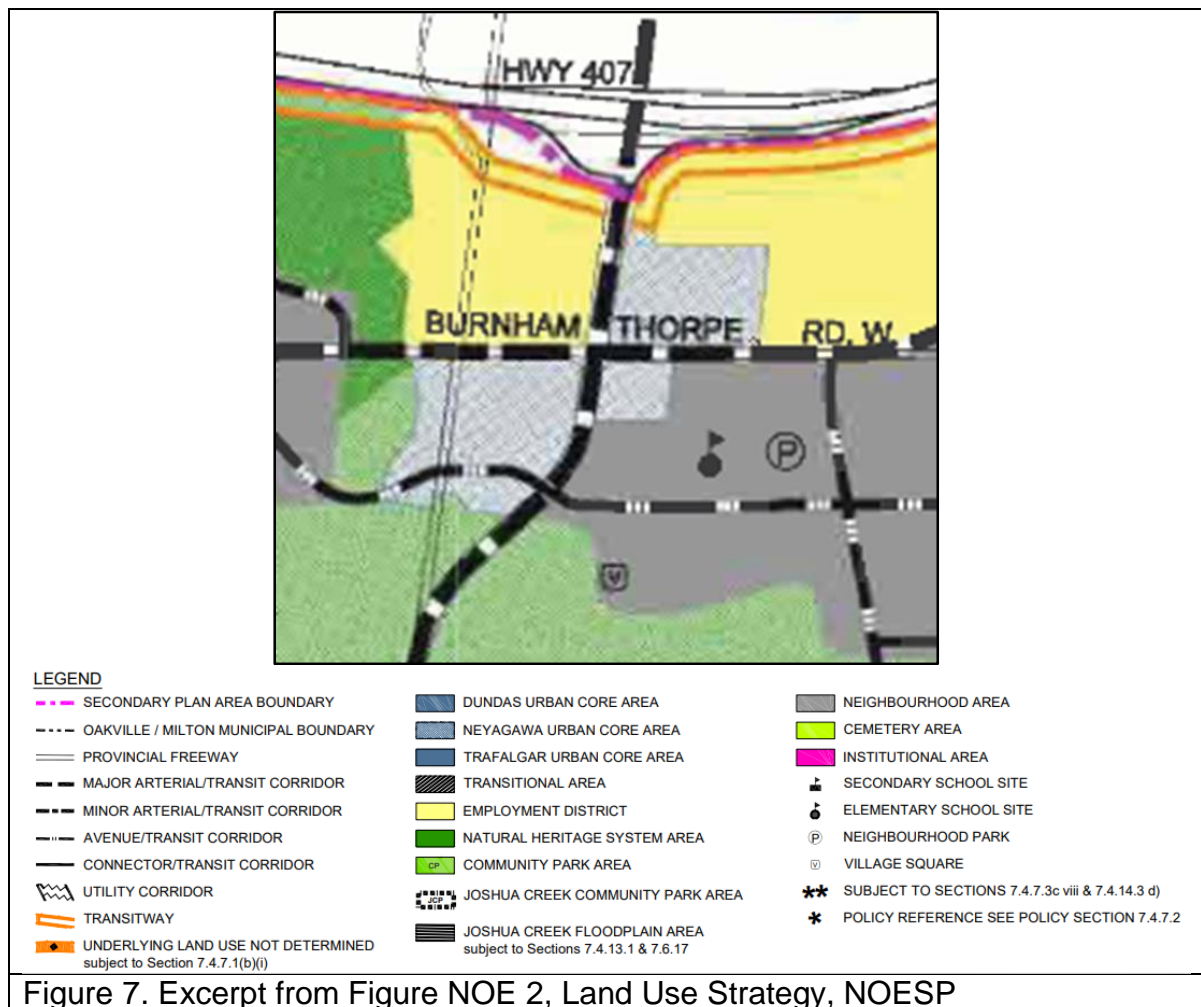 HWY 407
BURNHAM THORPE RD. W.
P
V
LEGEND
SECONDARY PLAN AREA BOUNDARY
OAKVILLE / MILTON MUNICIPAL BOUNDARY
PROVINCIAL FREEWAY
MAJOR ARTERIAL/TRANSIT CORRIDOR
MINOR ARTERIAL/TRANSIT CORRIDOR
AVENUE/TRANSIT CORRIDOR
CONNECTOR/TRANSIT CORRIDOR
UTILITY CORRIDOR
TRANSITWAY
UNDERLYING LAND USE NOT DETERMINED
subject to Section 7.4.7.1(b)(i)
DUNDAS URBAN CORE AREA
NEYAGAWA URBAN CORE AREA
TRAFALGAR URBAN CORE AREA
TRANSITIONAL AREA
EMPLOYMENT DISTRICT
NATURAL HERITAGE SYSTEM AREA
CP COMMUNITY PARK AREA
JCP JOSHUA CREEK COMMUNITY PARK AREA
JOSHUA CREEK FLOODPLAIN AREA
subject to Sections 7.4.13.1 & 7.6.17
NEIGHBOURHOOD AREA
CEMETERY AREA
INSTITUTIONAL AREA
SECONDARY SCHOOL SITE
ELEMENTARY SCHOOL SITE
P NEIGHBOURHOOD PARK
V VILLAGE SQUARE
** SUBJECT TO SECTIONS 7.4.7.3c viii & 7.4.14.3 d)
* POLICY REFERENCE SEE POLICY SECTION 7.4.7.2
Figure 7. Excerpt from Figure NOE 2, Land Use Strategy, NOESP